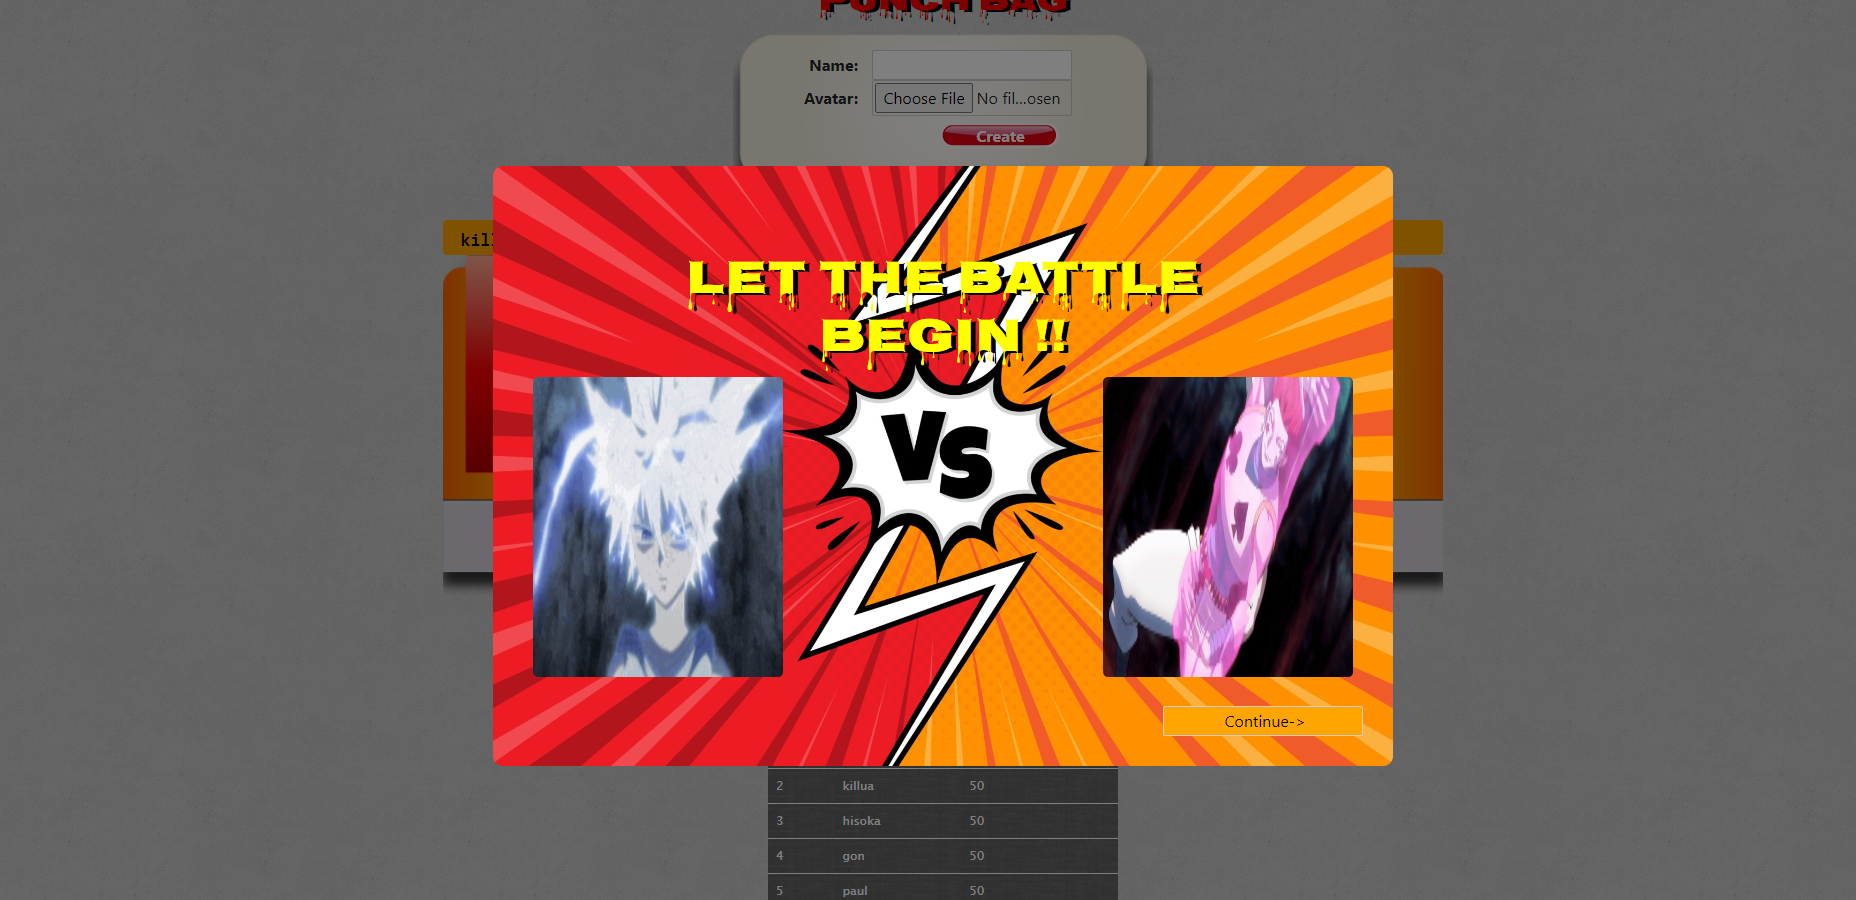 PUNCH BAG
Name:
Avatar: Choose File No fil...osen
Create
LET THE BATTLE
BEGIN !!
VS
Continue->
2 killua 50
3 hisoka 50
4 gon 50
5 paul 50